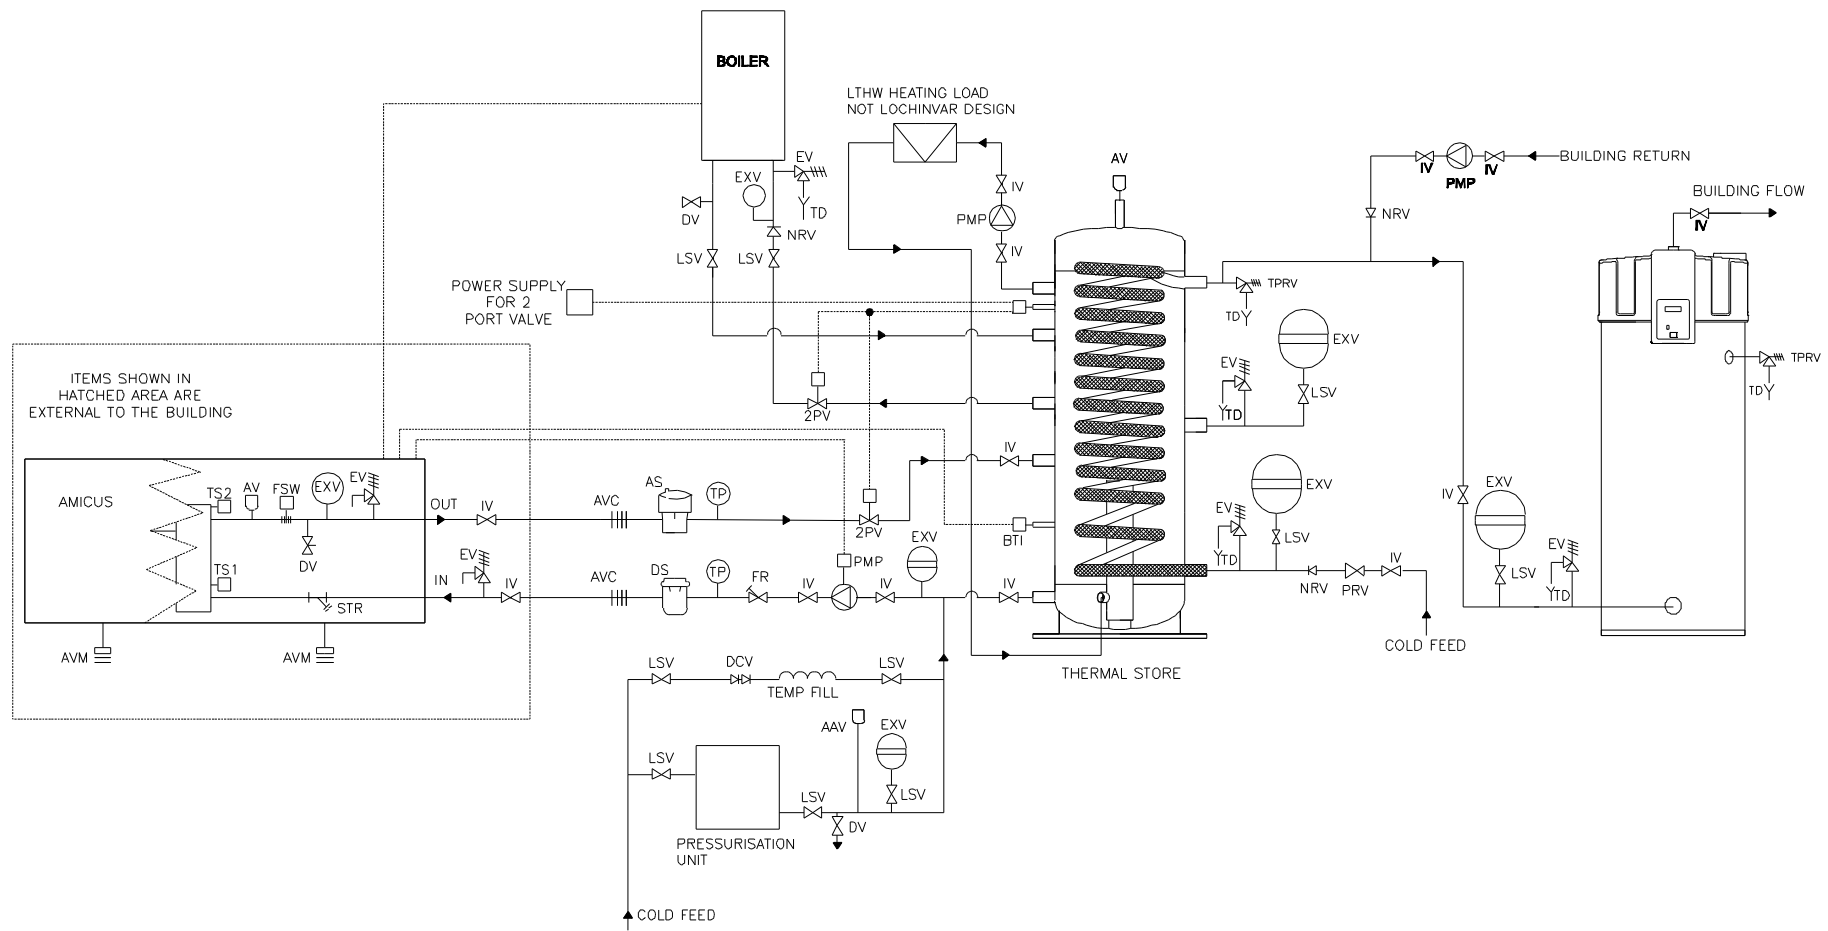 BOILER
LTHW HEATING LOAD
NOT LOCHINVAR DESIGN
EV
EXV
TD
DV
NRV
LSV
LSV
IV
PMP
IV
AV
IV
PMP
IV
BUILDING RETURN
BUILDING FLOW
IV
NRV
POWER SUPPLY
FOR 2
PORT VALVE
TPRV
TD
EXV
EV
LSV
TD
TPRV
TD
2PV
ITEMS SHOWN IN
HATCHED AREA ARE
EXTERNAL TO THE BUILDING
AMICUS
TS2
AV
FSW
EXV
EV
OUT
IV
AVC
AS
TP
2PV
IV
DV
TS1
STR
EV
IN
IV
AVC
DS
TP
FR
IV
PMP
IV
EXV
IV
BTI
EXV
EV
LSV
TD
NRV
PRV
IV
COLD FEED
IV
EXV
LSV
EV
TD
AVM
AVM
THERMAL STORE
LSV
DCV
TEMP FILL
LSV
AAV
EXV
LSV
LSV
LSV
DV
PRESSURISATION
UNIT
COLD FEED